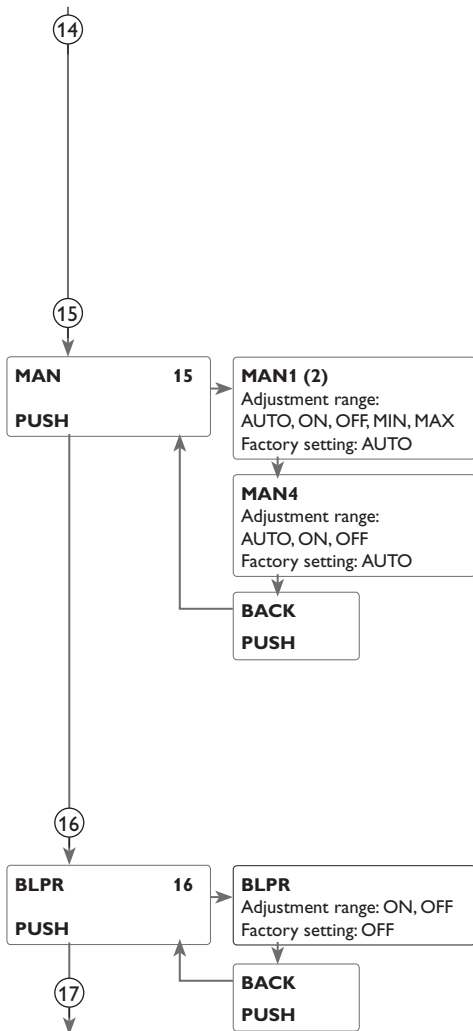 14
15
MAN 15
PUSH
MAN1 (2)
Adjustment range:
AUTO, ON, OFF, MIN, MAX
Factory setting: AUTO
MAN4
Adjustment range:
AUTO, ON, OFF
Factory setting: AUTO
BACK
PUSH
16
BLPR 16
PUSH
BLPR
Adjustment range: ON, OFF
Factory setting: OFF
BACK
PUSH
17